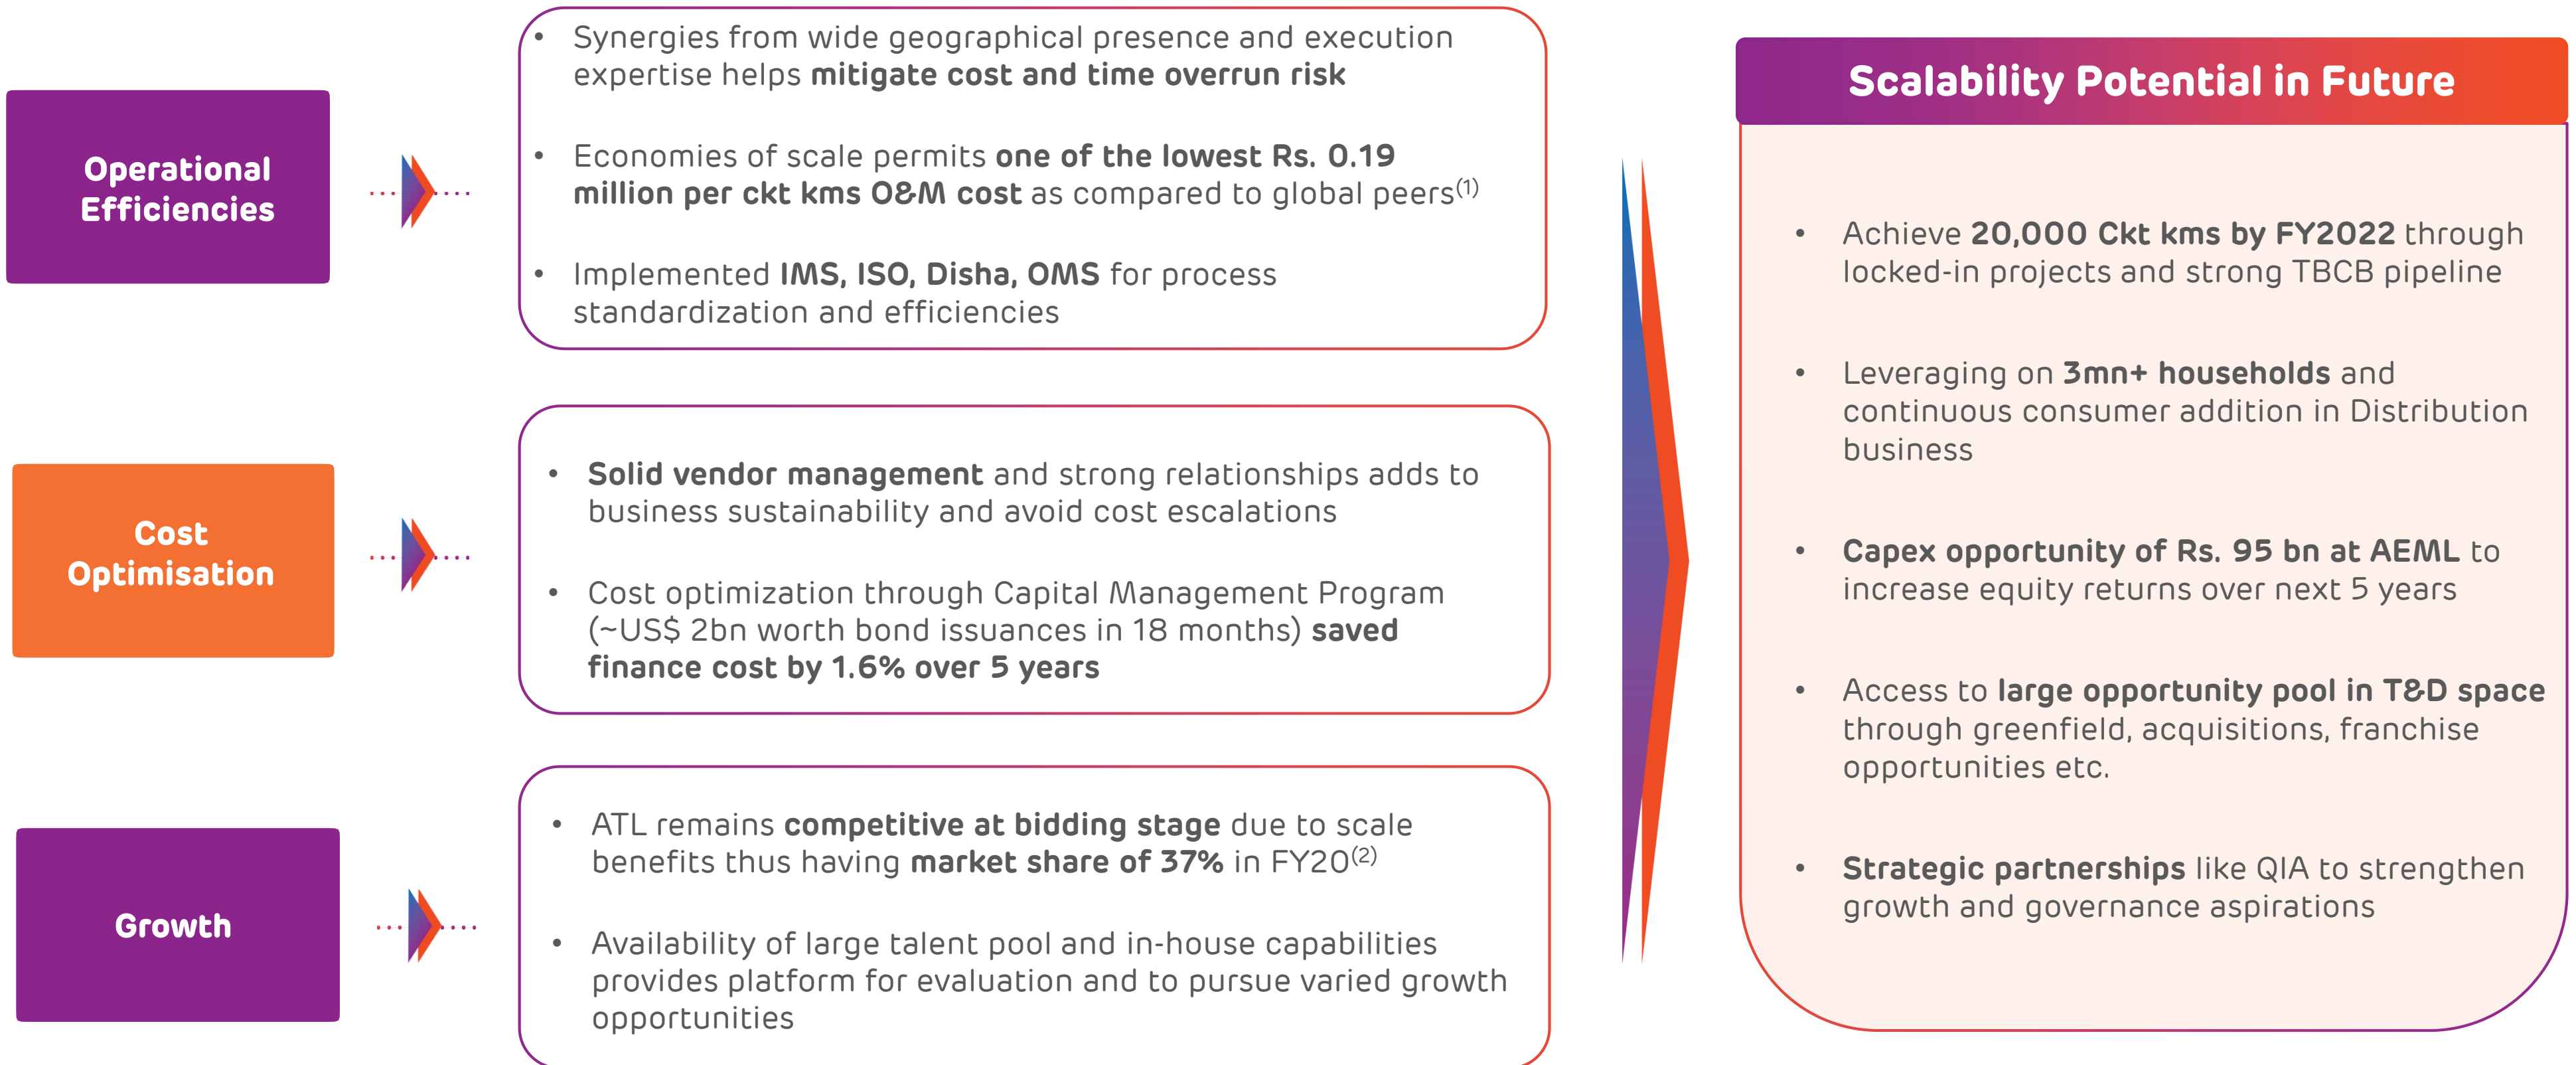 Operational
Efficiencies
• Synergies from wide geographical presence and execution
expertise helps mitigate cost and time overrun risk
• Economies of scale permits one of the lowest Rs. 0.19
million per ckt kms O&M cost as compared to global peers(1)
• Implemented IMS, ISO, Disha, OMS for process
standardization and efficiencies
Cost
Optimisation
• Solid vendor management and strong relationships adds to
business sustainability and avoid cost escalations
• Cost optimization through Capital Management Program
(~US$ 2bn worth bond issuances in 18 months) saved
finance cost by 1.6% over 5 years
Growth
• ATL remains competitive at bidding stage due to scale
benefits thus having market share of 37% in FY20(2)
• Availability of large talent pool and in-house capabilities
provides platform for evaluation and to pursue varied growth
opportunities
Scalability Potential in Future
• Achieve 20,000 Ckt kms by FY2022 through
locked-in projects and strong TBCB pipeline
• Leveraging on 3mn+ households and
continuous consumer addition in Distribution
business
• Capex opportunity of Rs. 95 bn at AEML to
increase equity returns over next 5 years
• Access to large opportunity pool in T&D space
through greenfield, acquisitions, franchise
opportunities etc.
• Strategic partnerships like QIA to strengthen
growth and governance aspirations